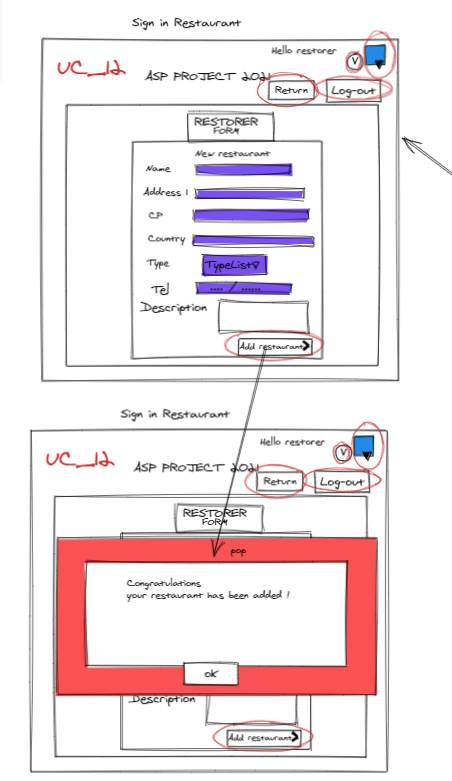 Sign in Restaurant
Hello restorer
V
UC_12
ASP PROJECT 2021
Return
Log-out
RESTORER
FORM
New restaurant
Name
Address 1
CP
Country
Type
TypeList
Tel
.... / ......
Description
Add restaurant
Sign in Restaurant
Hello restorer
V
UC_12
ASP PROJECT 2021
Return
Log-out
RESTORER
FORM
pop
Congratulations
your restaurant has been added !
OK
Description
Add restaurant